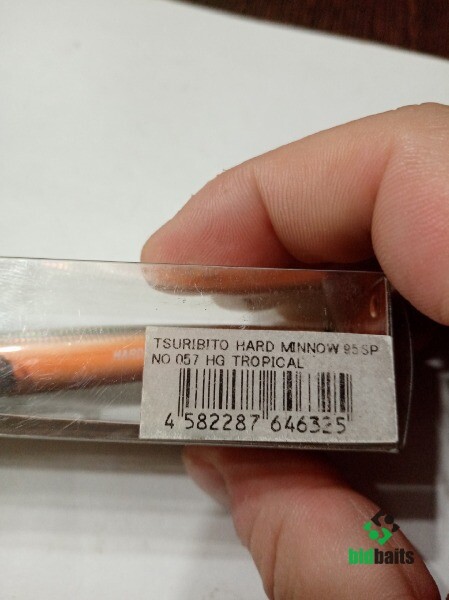 TSURIBITO HARD MINNOW 95SP
NO 057 HG TROPICAL
4 582287 646325
bidbaits